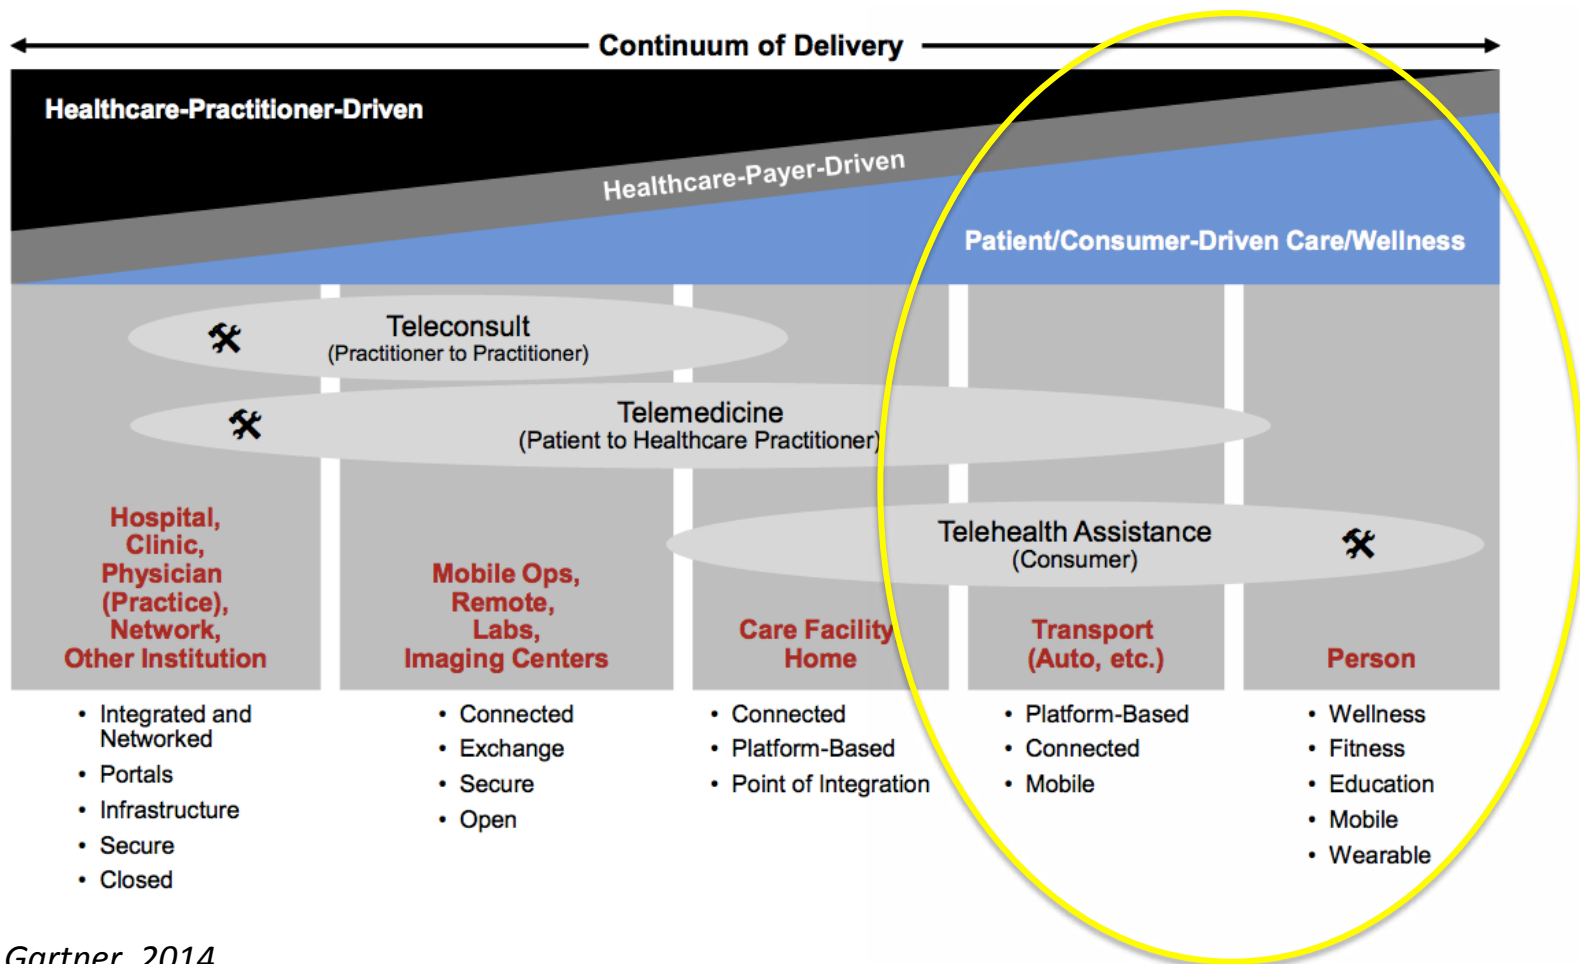 Continuum of Delivery
Healthcare-Practitioner-Driven
Healthcare-Payer-Driven
Patient/Consumer-Driven Care/Wellness
Teleconsult
(Practitioner to Practitioner)
Telemedicine
(Patient to Healthcare Practitioner)
Telehealth Assistance
(Consumer)
Hospital,
Clinic,
Physician
(Practice),
Network,
Other Institution
Mobile Ops,
Remote,
Labs,
Imaging Centers
Care Facility
Home
Transport
(Auto, etc.)
Person
• Integrated and
Networked
• Portals
• Infrastructure
• Secure
• Closed
• Connected
• Exchange
• Secure
• Open
• Connected
• Platform-Based
• Point of Integration
• Platform-Based
• Connected
• Mobile
• Wellness
• Fitness
• Education
• Mobile
• Wearable
Gartner, 2014